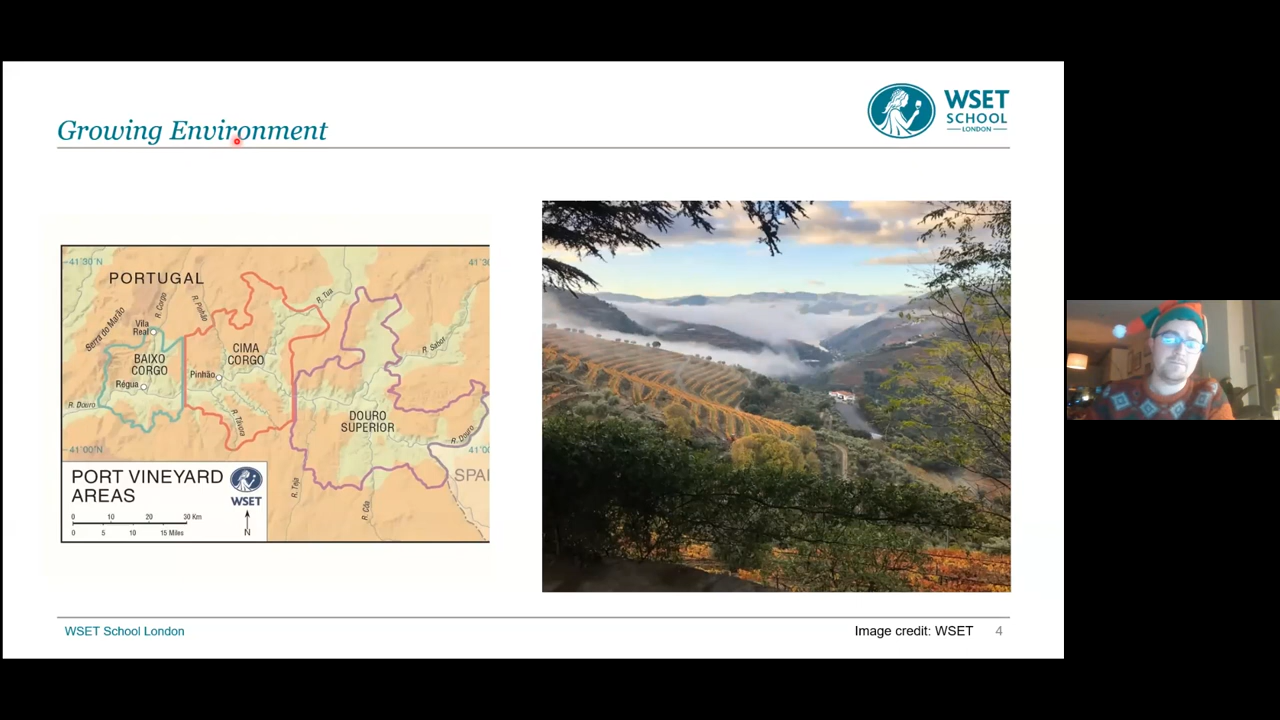 Growing Environment
WSET
SCHOOL
LONDON
41°30'N
41°30
PORTUGAL
Serra do Marão
R. Corgo
R. Pinhão
R. Tua
Vila
Real
BAIXO
CORGO
CIMA
CORGO
R. Sabor
Pinhão
Régua
R. Douro
R. Távora
DOURO
SUPERIOR
R. Douro
41°00'N
41°00
SPAI
R. Teja
R. Côa
PORT VINEYARD
AREAS
WSET
0 10 20 30 Km
0 5 10 15 Miles
N
WSET School London
Image credit: WSET
4